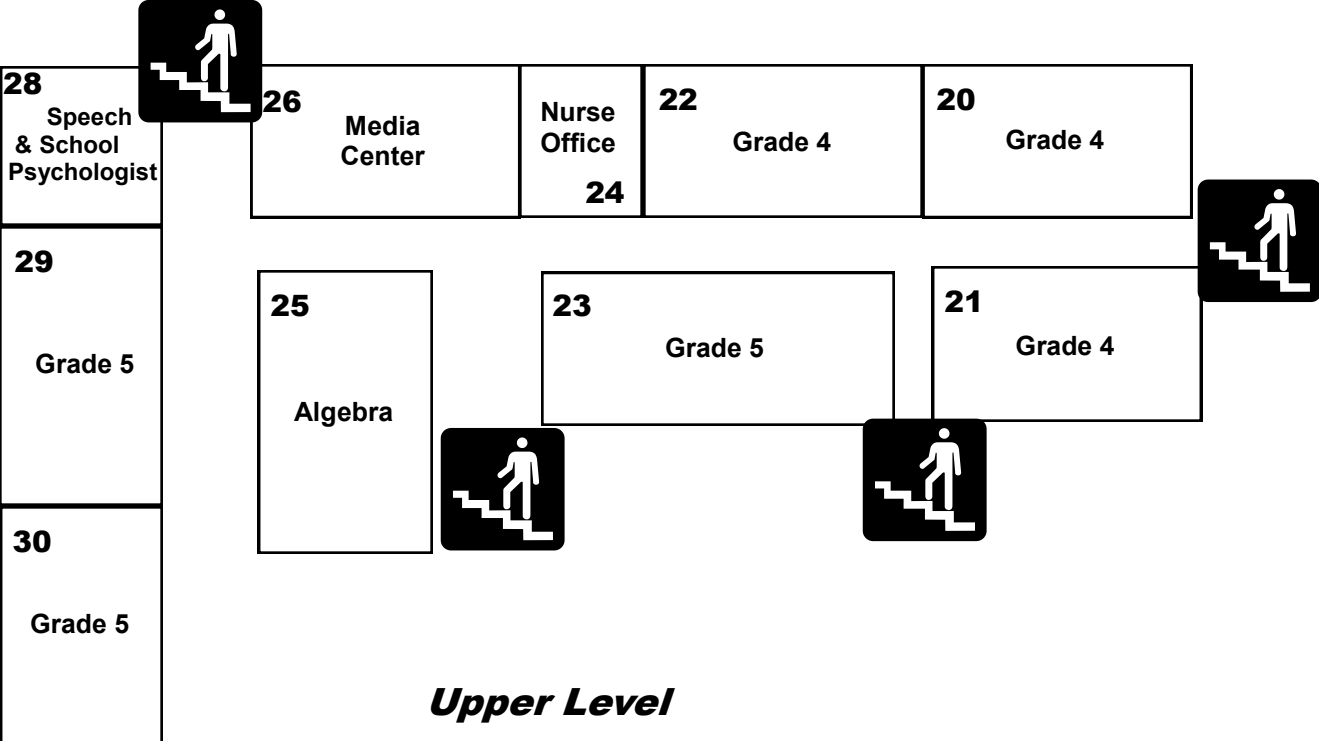 28
Speech
& School
Psychologist
26
Media
Center
Nurse
Office
24
22
Grade 4
20
Grade 4
29
Grade 5
25
Algebra
23
Grade 5
21
Grade 4
30
Grade 5
Upper Level